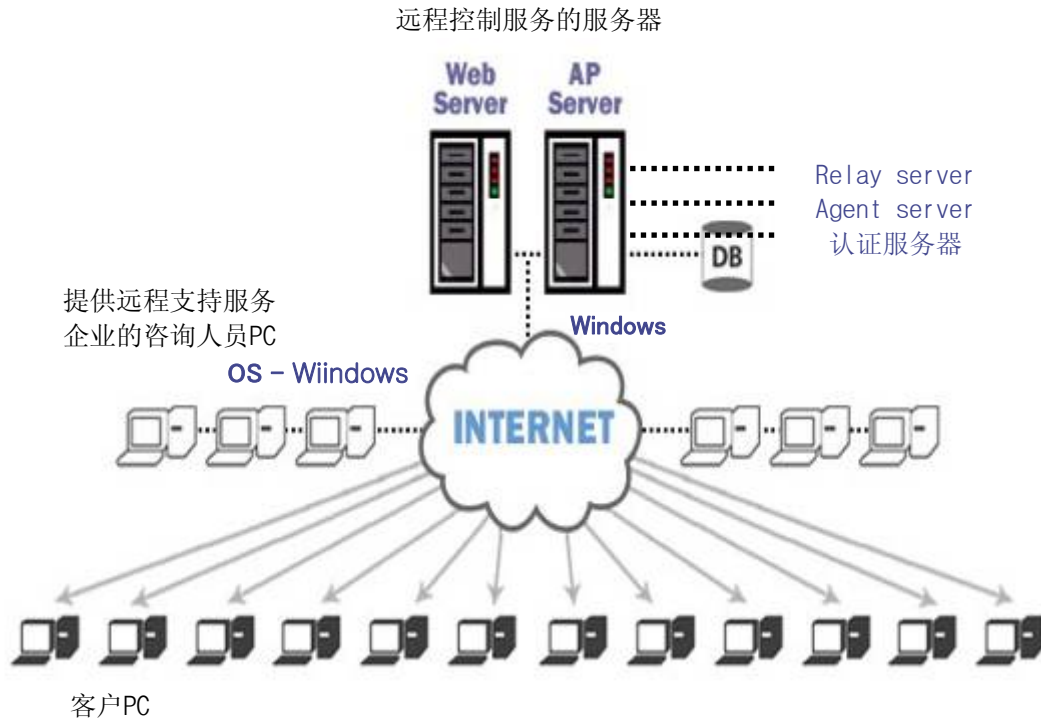 远程控制服务的服务器
Web
Server
AP
Server
Relay server
Agent server
认证服务器
DB
提供远程支持服务
企业的咨询人员PC
Windows
OS - Wiindows
INTERNET
客户PC